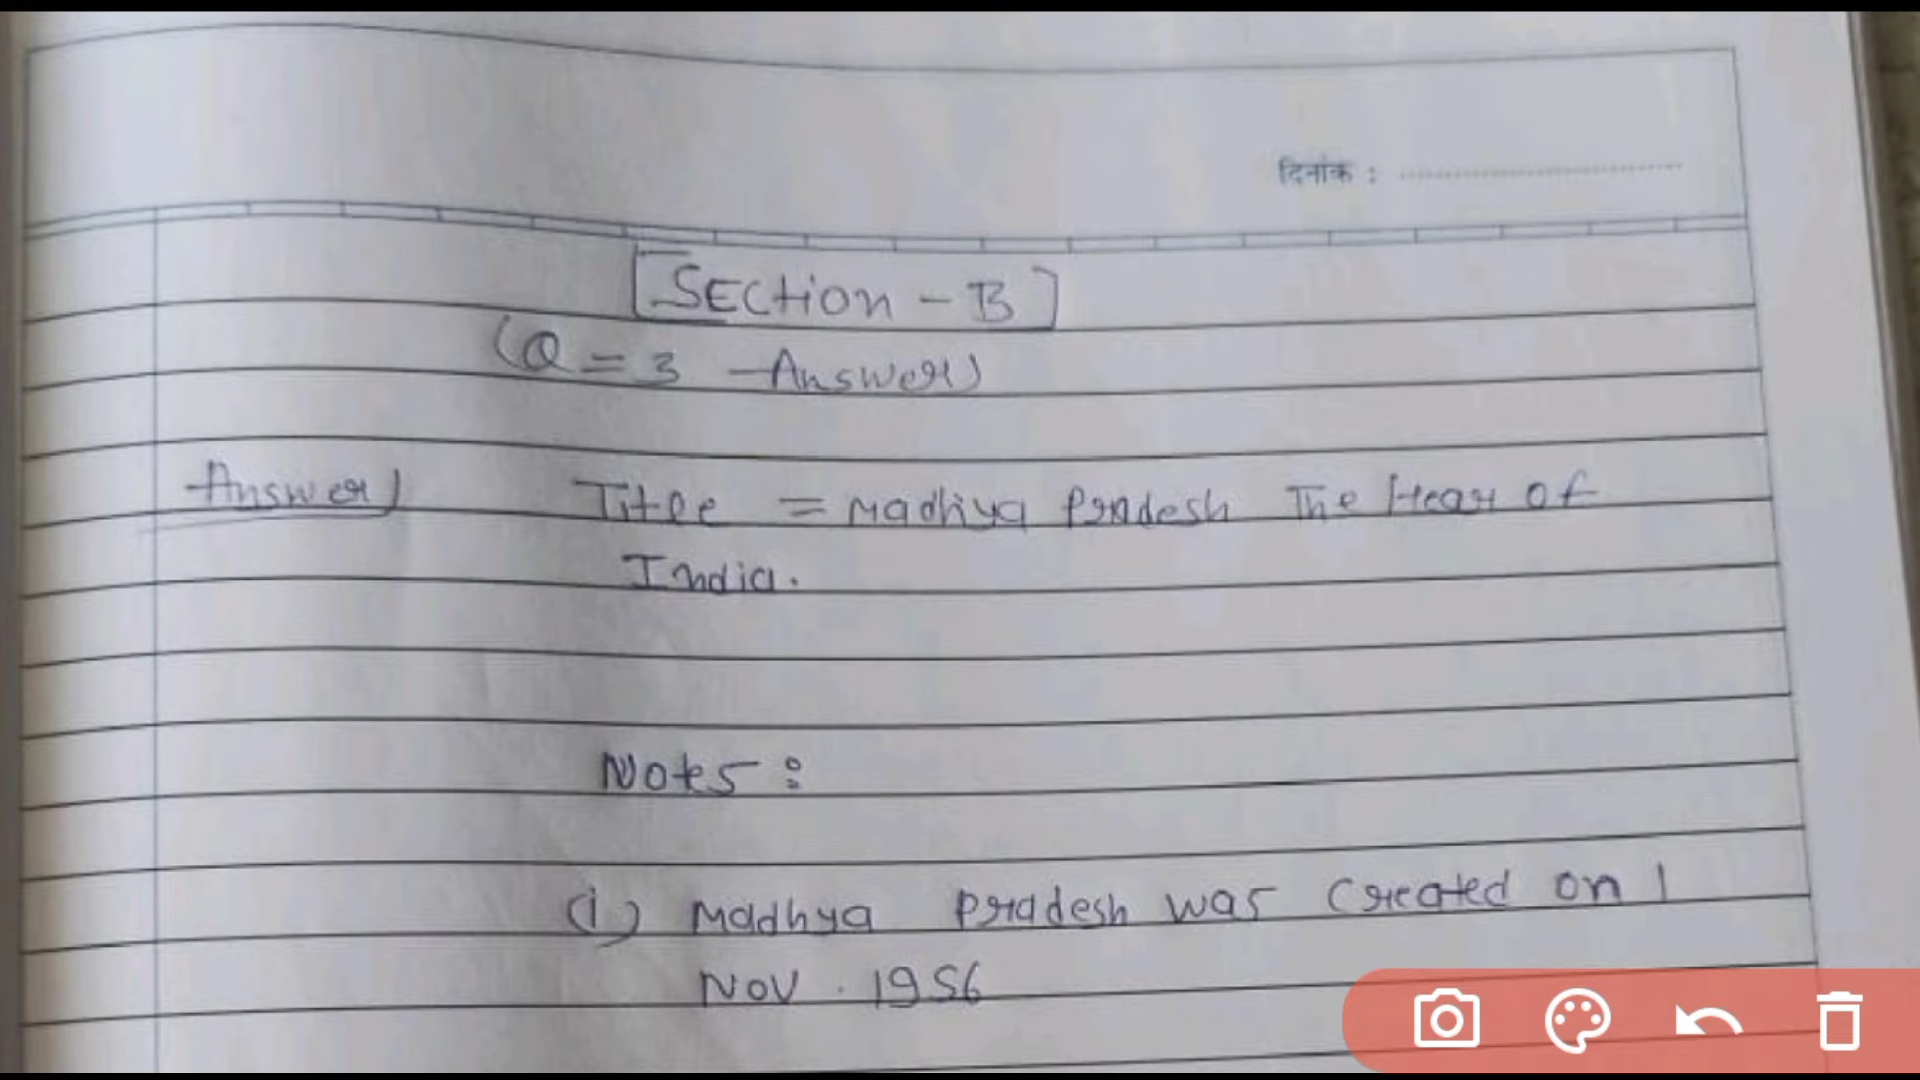 दिनांक : ..............................
[SECtion - B]
(Q = 3 - Answer)
Answer) Title = Madhya Pradesh The Hear of
India.
Notes :
(i) Madhya Pradesh was created on 1
Nov . 1956